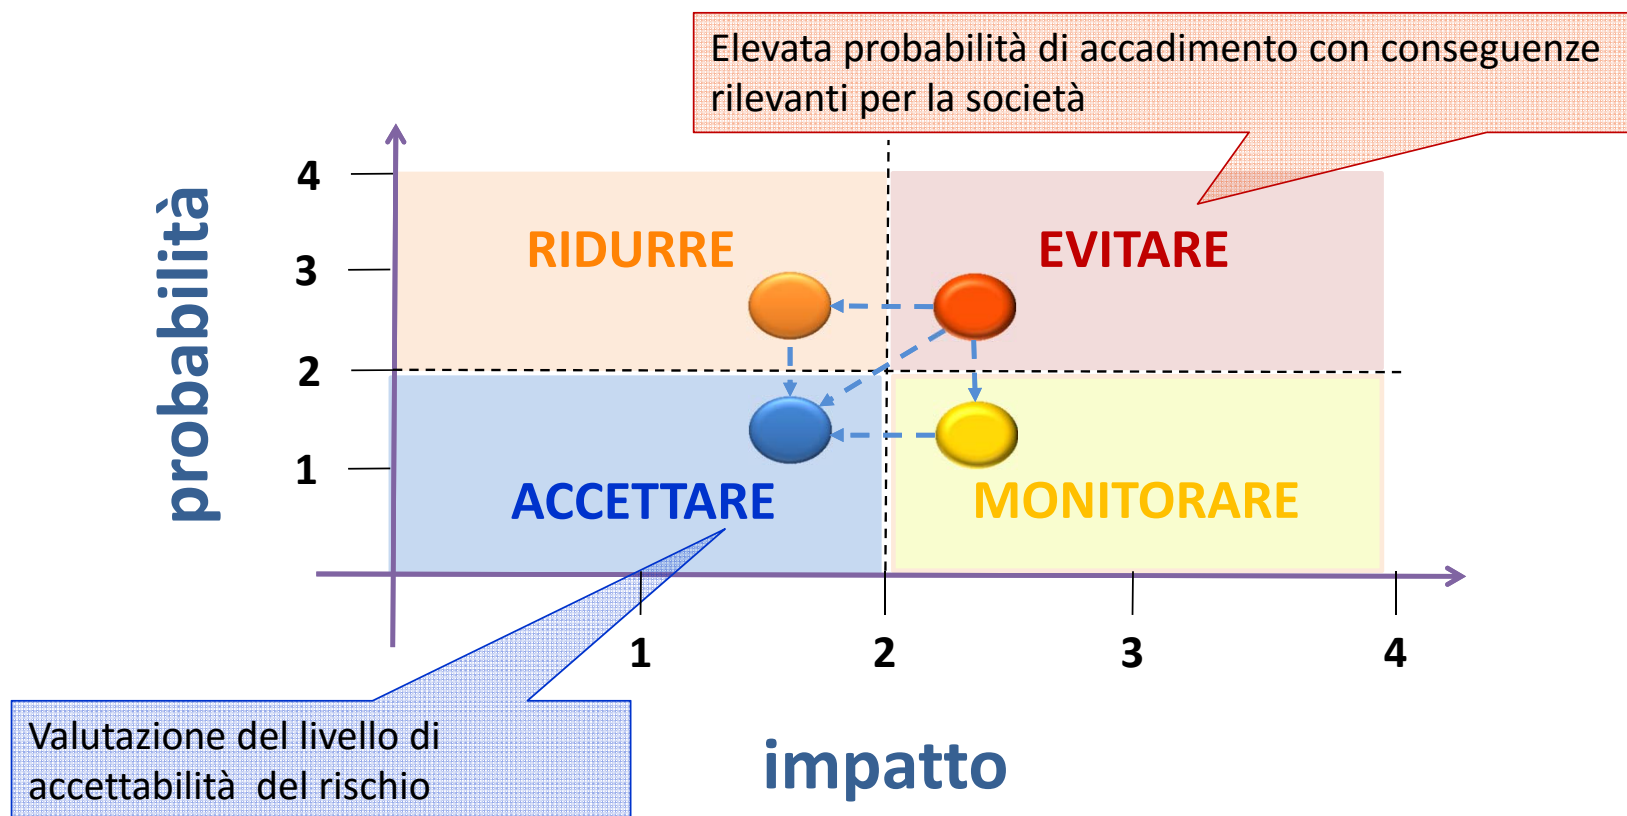 Elevata probabilità di accadimento con conseguenze
rilevanti per la società
probabilità
4
3
2
1
RIDURRE
EVITARE
ACCETTARE
MONITORARE
1
2
3
4
impatto
Valutazione del livello di
accettabilità  del rischio